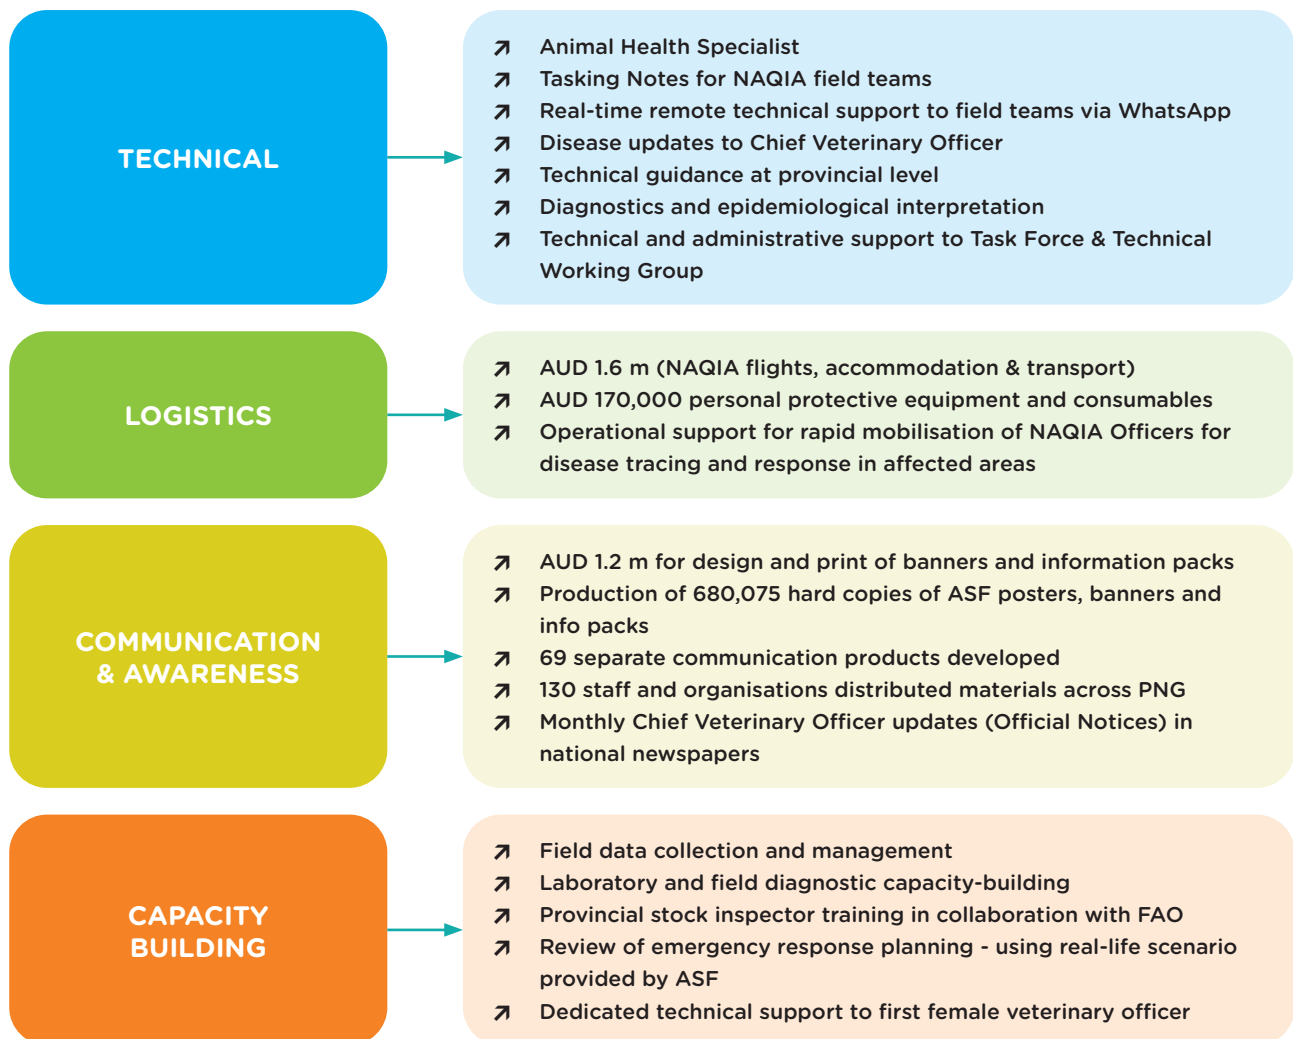 TECHNICAL
Animal Health Specialist
Tasking Notes for NAQIA field teams
Real-time remote technical support to field teams via WhatsApp
Disease updates to Chief Veterinary Officer
Technical guidance at provincial level
Diagnostics and epidemiological interpretation
Technical and administrative support to Task Force & Technical
Working Group
LOGISTICS
AUD 1.6 m (NAQIA flights, accommodation & transport)
AUD 170,000 personal protective equipment and consumables
Operational support for rapid mobilisation of NAQIA Officers for
disease tracing and response in affected areas
COMMUNICATION
& AWARENESS
AUD 1.2 m for design and print of banners and information packs
Production of 680,075 hard copies of ASF posters, banners and
info packs
69 separate communication products developed
130 staff and organisations distributed materials across PNG
Monthly Chief Veterinary Officer updates (Official Notices) in
national newspapers
CAPACITY
BUILDING
Field data collection and management
Laboratory and field diagnostic capacity-building
Provincial stock inspector training in collaboration with FAO
Review of emergency response planning - using real-life scenario
provided by ASF
Dedicated technical support to first female veterinary officer